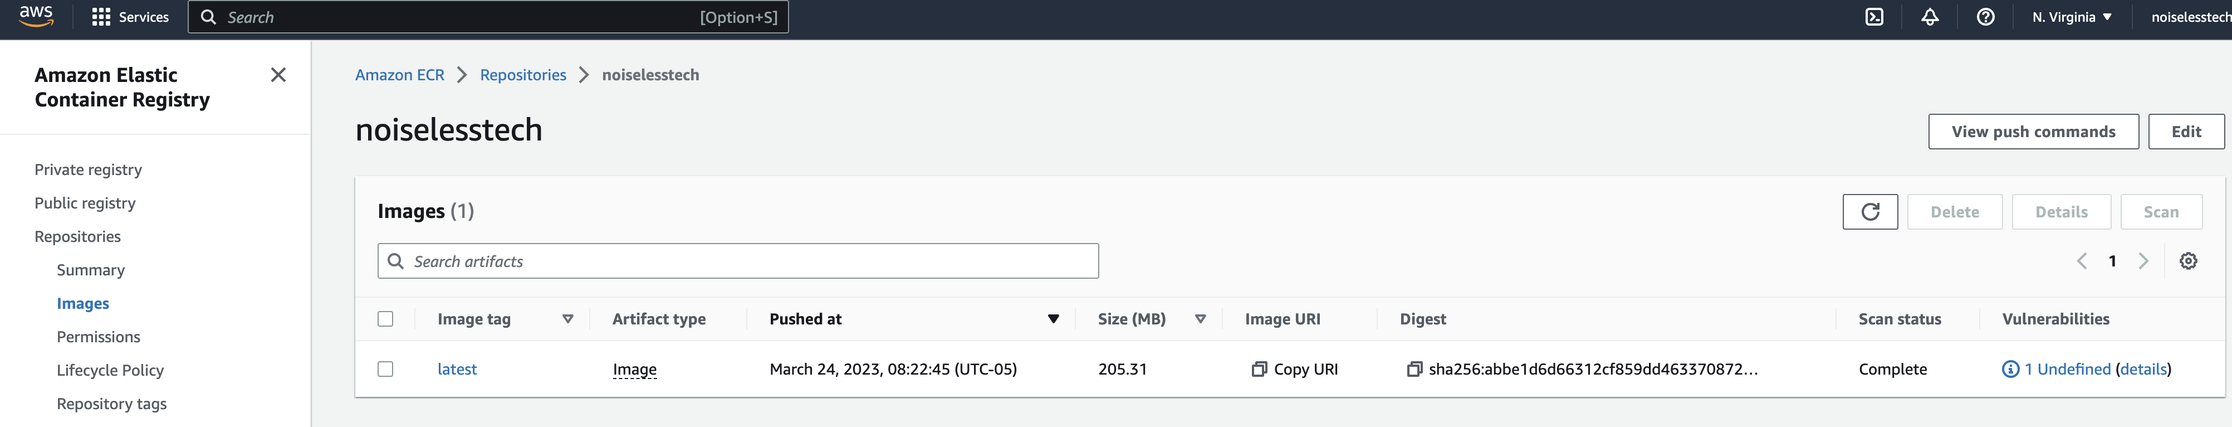 aws Services Search [Option+S] N. Virginia ▼ noiselesstech
Amazon Elastic
Container Registry
Private registry
Public registry
Repositories
Summary
Images
Permissions
Lifecycle Policy
Repository tags
Amazon ECR > Repositories > noiselesstech
noiselesstech
View push commands Edit
Images (1)
Delete Details Scan
Search artifacts
1
Image tag Artifact type Pushed at Size (MB) Image URI Digest Scan status Vulnerabilities
latest Image March 24, 2023, 08:22:45 (UTC-05) 205.31 Copy URI sha256:abbe1d6d66312cf859dd463370872... Complete 1 Undefined (details)